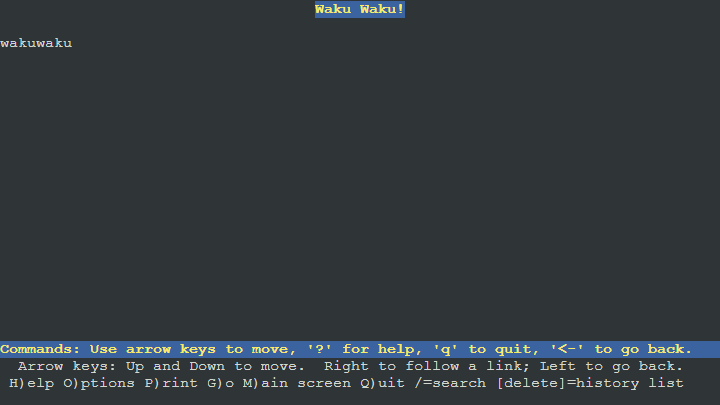 Waku Waku!
wakuwaku
Commands: Use arrow keys to move, '?' for help, 'q' to quit, '<-' to go back.
Arrow keys: Up and Down to move.  Right to follow a link; Left to go back.
H)elp O)ptions P)rint G)o M)ain screen Q)uit /=search [delete]=history list